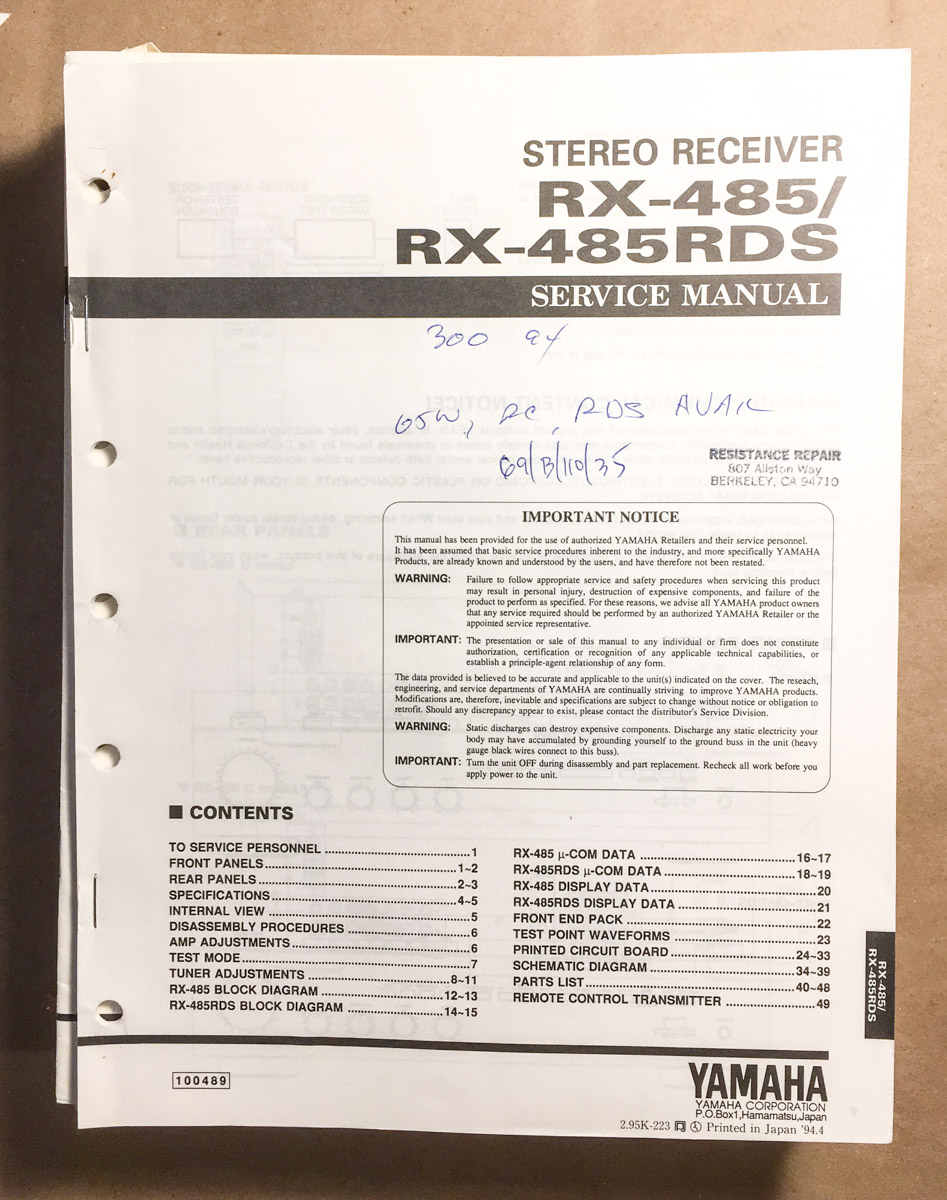 STEREO RECEIVER
RX-485/
RX-485RDS
SERVICE MANUAL
300 94
65W, RC, RDS AVAIL
69/B/110/35
RESISTANCE REPAIR
807 Allston Way
BERKELEY, CA 94710
IMPORTANT NOTICE
This manual has been provided for the use of authorized YAMAHA Retailers and their service personnel.
It has been assumed that basic service procedures inherent to the industry, and more specifically YAMAHA
Products, are already known and understood by the users, and have therefore not been restated.
WARNING: Failure to follow appropriate service and safety procedures when servicing this product
may result in personal injury, destruction of expensive components, and failure of the
product to perform as specified. For these reasons, we advise all YAMAHA product owners
that any service required should be performed by an authorized YAMAHA Retailer or the
appointed service representative.
IMPORTANT: The presentation or sale of this manual to any individual or firm does not constitute
authorization, certification or recognition of any applicable technical capabilities, or
establish a principle-agent relationship of any form.
The data provided is believed to be accurate and applicable to the unit(s) indicated on the cover. The reseach,
engineering, and service departments of YAMAHA are continually striving to improve YAMAHA products.
Modifications are, therefore, inevitable and specifications are subject to change without notice or obligation to
retrofit. Should any discrepancy appear to exist, please contact the distributor's Service Division.
WARNING: Static discharges can destroy expensive components. Discharge any static electricity your
body may have accumulated by grounding yourself to the ground buss in the unit (heavy
gauge black wires connect to this buss).
IMPORTANT: Turn the unit OFF during disassembly and part replacement. Recheck all work before you
apply power to the unit.
■ CONTENTS
TO SERVICE PERSONNEL ... 1
FRONT PANELS ... 1~2
REAR PANELS ... 2~3
SPECIFICATIONS ... 4~5
INTERNAL VIEW ... 5
DISASSEMBLY PROCEDURES ... 6
AMP ADJUSTMENTS ... 6
TEST MODE ... 7
TUNER ADJUSTMENTS ... 8~11
RX-485 BLOCK DIAGRAM ... 12~13
RX-485RDS BLOCK DIAGRAM ... 14~15
RX-485 μ-COM DATA ... 16~17
RX-485RDS μ-COM DATA ... 18~19
RX-485 DISPLAY DATA ... 20
RX-485RDS DISPLAY DATA ... 21
FRONT END PACK ... 22
TEST POINT WAVEFORMS ... 23
PRINTED CIRCUIT BOARD ... 24~33
SCHEMATIC DIAGRAM ... 34~39
PARTS LIST ... 40~48
REMOTE CONTROL TRANSMITTER ... 49
RX-485/
RX-485RDS
100489
YAMAHA
YAMAHA CORPORATION
P.O.Box1,Hamamatsu,Japan
2.95K-223 Printed in Japan '94.4